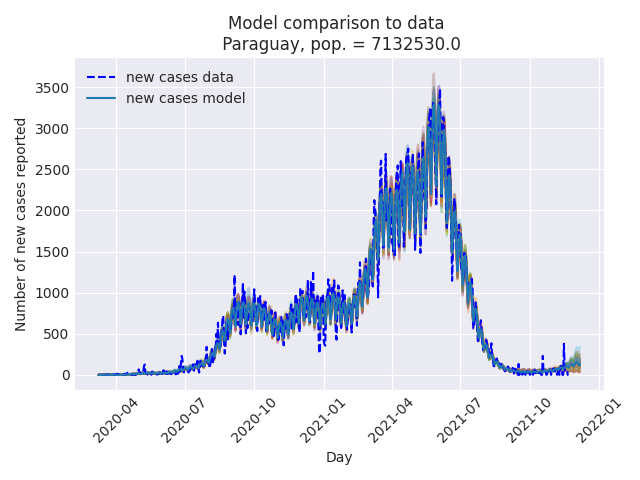 Model comparison to data
Paraguay, pop. = 7132530.0
new cases data
new cases model
Number of new cases reported
3500
3000
2500
2000
1500
1000
500
0
2020-04
2020-07
2020-10
2021-01
2021-04
2021-07
2021-10
2022-01
Day